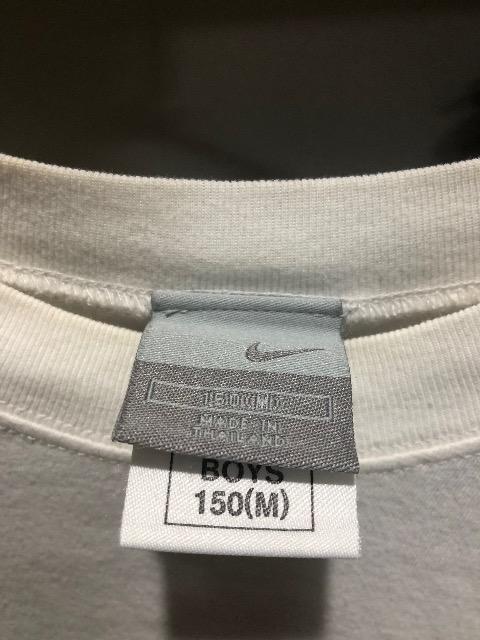 150(M)
MADE IN
THAILAND
BOYS
150(M)